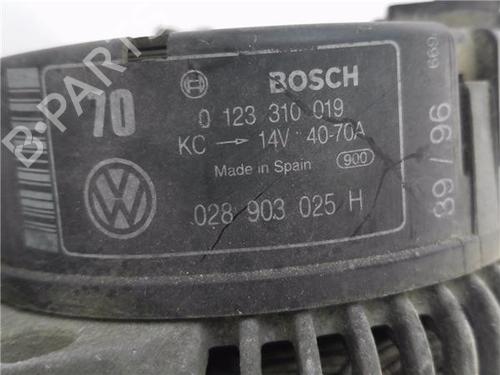 70
BOSCH
0 123 310 019
KC → 14V 40-70A
Made in Spain 900
028 903 025 H
39 / 96
669